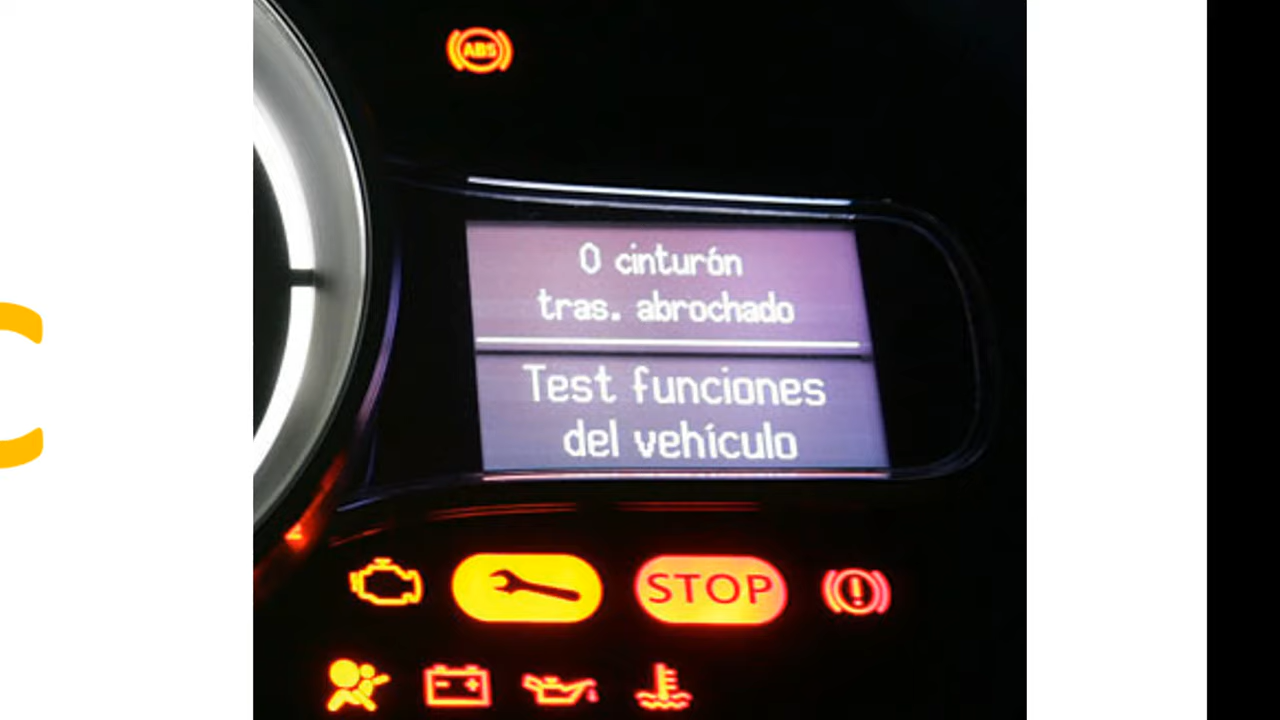 ABS
0 cinturón
tras. abrochado
Test funciones
del vehículo
STOP